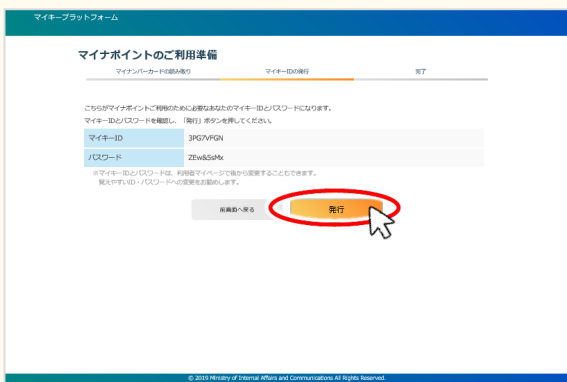 マイキープラットフォーム
マイナポイントのご利用準備
マイナンバーカードの読み取り
マイキーIDの発行
完了
こちらがマイナポイントご利用のために必要なあなたのマイキーIDとパスワードになります。
マイキーIDとパスワードを確認し、「発行」ボタンを押してください。
マイキーID 3PG7VFGN
パスワード ZEw&SsMx
※マイキーIDとパスワードは、利用者マイページで後から変更することもできます。
覚えやすいID・パスワードへの変更をお勧めします。
前画面へ戻る
発行
© 2019 Ministry of Internal Affairs and Communications All Rights Reserved.